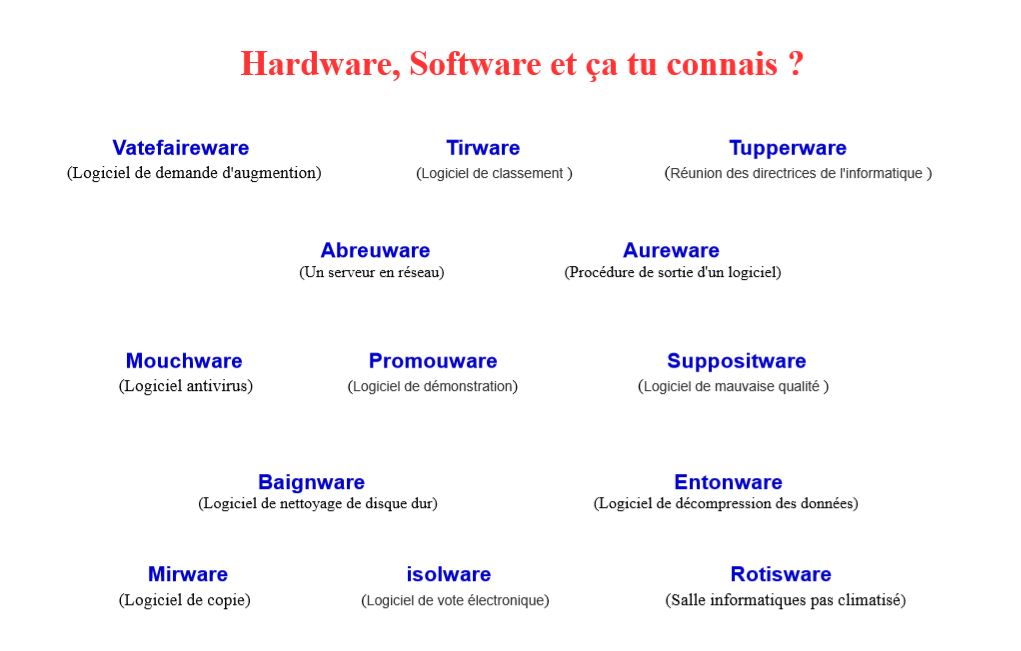 Hardware, Software et ça tu connais ?
Vatefaireware Tirware Tupperware
(Logiciel de demande d'augmention) (Logiciel de classement ) (Réunion des directrices de l'informatique )
Abreuware Aureware
(Un serveur en réseau) (Procédure de sortie d'un logiciel)
Mouchware Promouware Suppositware
(Logiciel antivirus) (Logiciel de démonstration) (Logiciel de mauvaise qualité )
Baignware Entonware
(Logiciel de nettoyage de disque dur) (Logiciel de décompression des données)
Mirware isolware Rotisware
(Logiciel de copie) (Logiciel de vote électronique) (Salle informatiques pas climatisé)